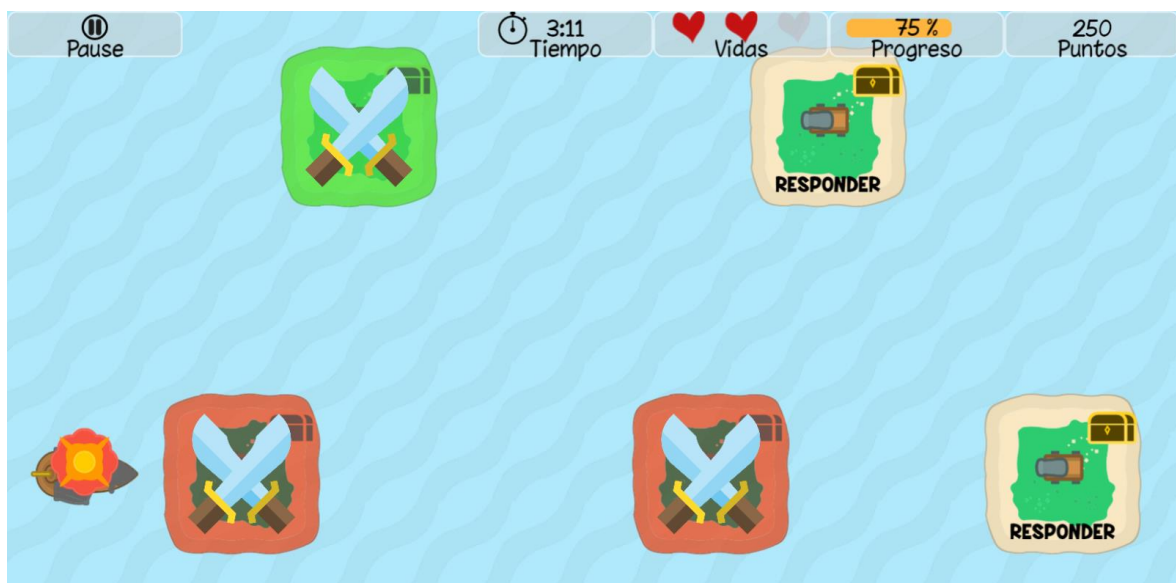 Pause
3:11
Tiempo
Vidas
75 %
Progreso
250
Puntos
RESPONDER
RESPONDER